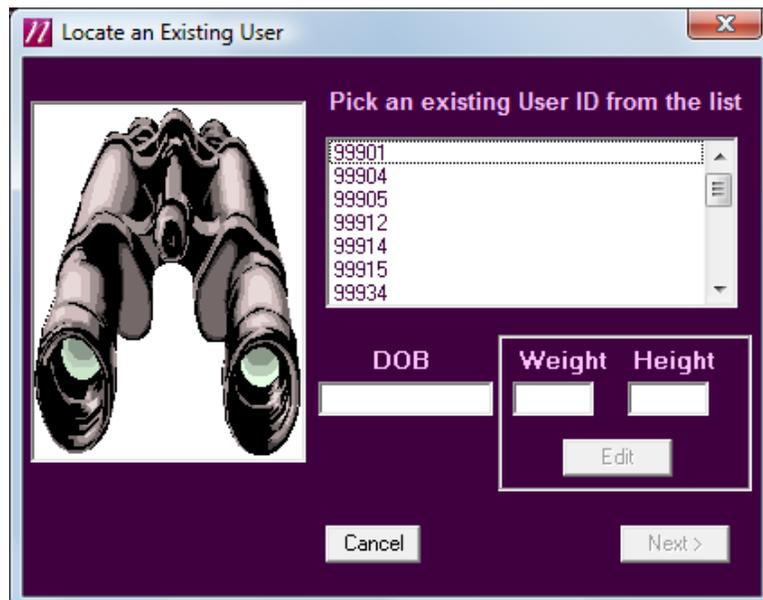 Locate an Existing User
Pick an existing User ID from the list
99901
99904
99905
99912
99914
99915
99934
DOB
Weight Height
Edit
Cancel
Next >